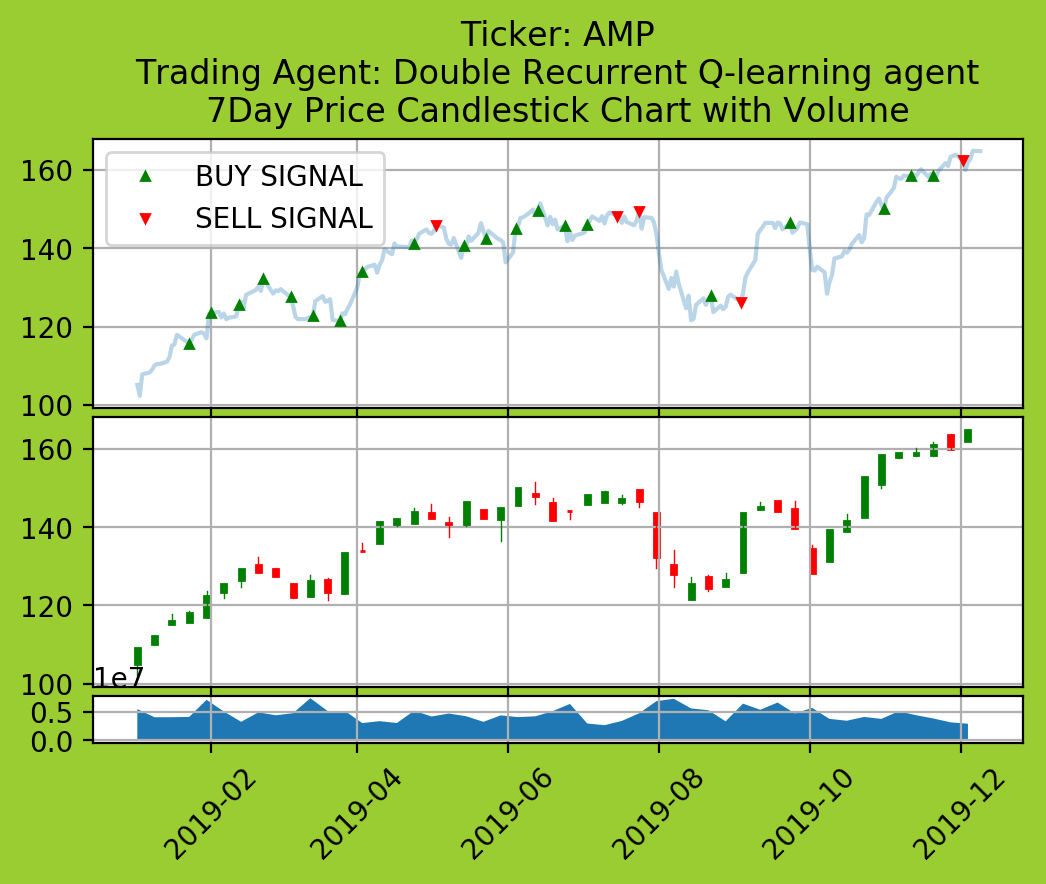 Ticker: AMP
Trading Agent: Double Recurrent Q-learning agent
7Day Price Candlestick Chart with Volume
160
140
120
100
BUY SIGNAL
SELL SIGNAL
160
140
120
100
1e7
0.5
0.0
2019-02
2019-04
2019-06
2019-08
2019-10
2019-12